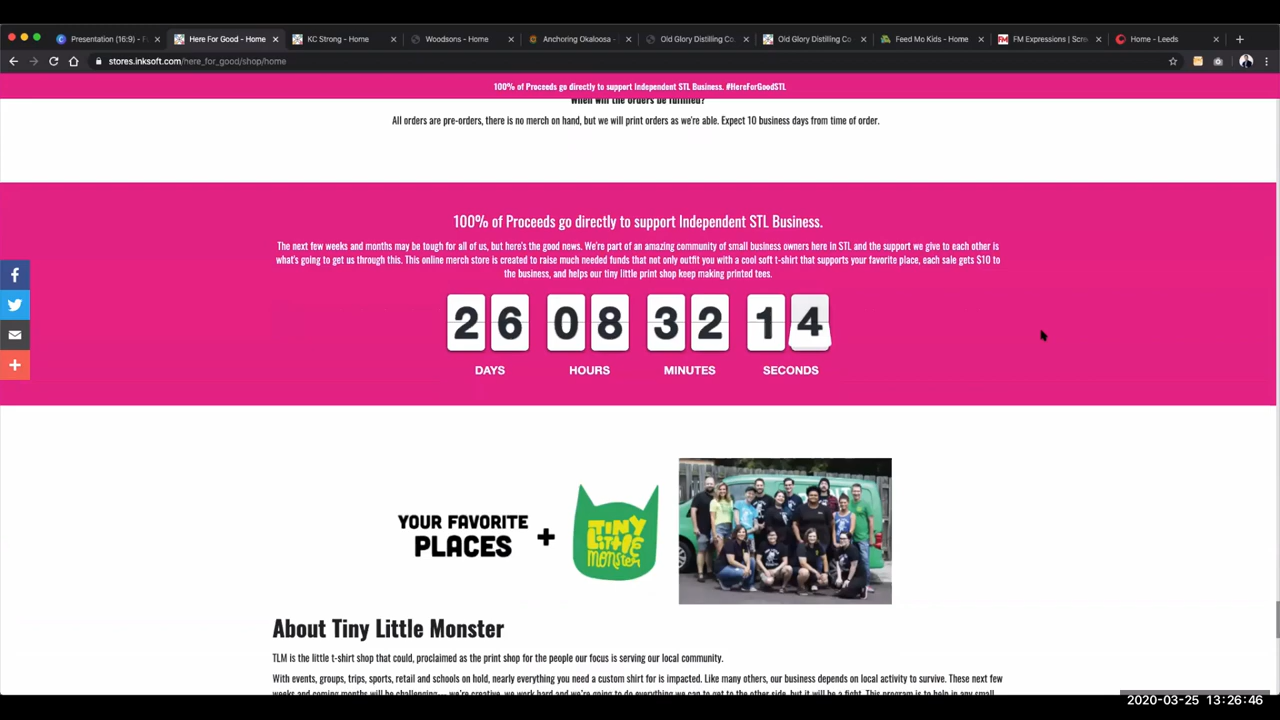 Presentation (16:9) - F
Here For Good - Home
KC Strong - Home
Woodsons - Home
Anchoring Okaloosa -
Old Glory Distilling Co
Old Glory Distilling Co
Feed Mo Kids - Home
FM Expressions | Scre
Home - Leeds
stores.inksoft.com/here_for_good/shop/home
100% of Proceeds go directly to support Independent STL Business. #HereForGoodSTL
When will the orders be fulfilled?
All orders are pre-orders, there is no merch on hand, but we will print orders as we're able. Expect 10 business days from time of order.
100% of Proceeds go directly to support Independent STL Business.
The next few weeks and months may be tough for all of us, but here's the good news. We're part of an amazing community of small business owners here in STL and the support we give to each other is
what's going to get us through this. This online merch store is created to raise much needed funds that not only outfit you with a cool soft t-shirt that supports your favorite place, each sale gets $10 to
the business, and helps our tiny little print shop keep making printed tees.
26 08 32 14
DAYS HOURS MINUTES SECONDS
YOUR FAVORITE
PLACES +
TINY
LITTLE
MONSTER
About Tiny Little Monster
TLM is the little t-shirt shop that could, proclaimed as the print shop for the people our focus is serving our local community.
With events, groups, trips, sports, retail and schools on hold, nearly everything you need a custom shirt for is impacted. Like many others, our business depends on local activity to survive. These next few
weeks and coming months will be challenging--- we're creative, we work hard and we're going to do everything we can to get to the other side, but it will be a fight. This program is to help in any small
2020-03-25 13:26:46